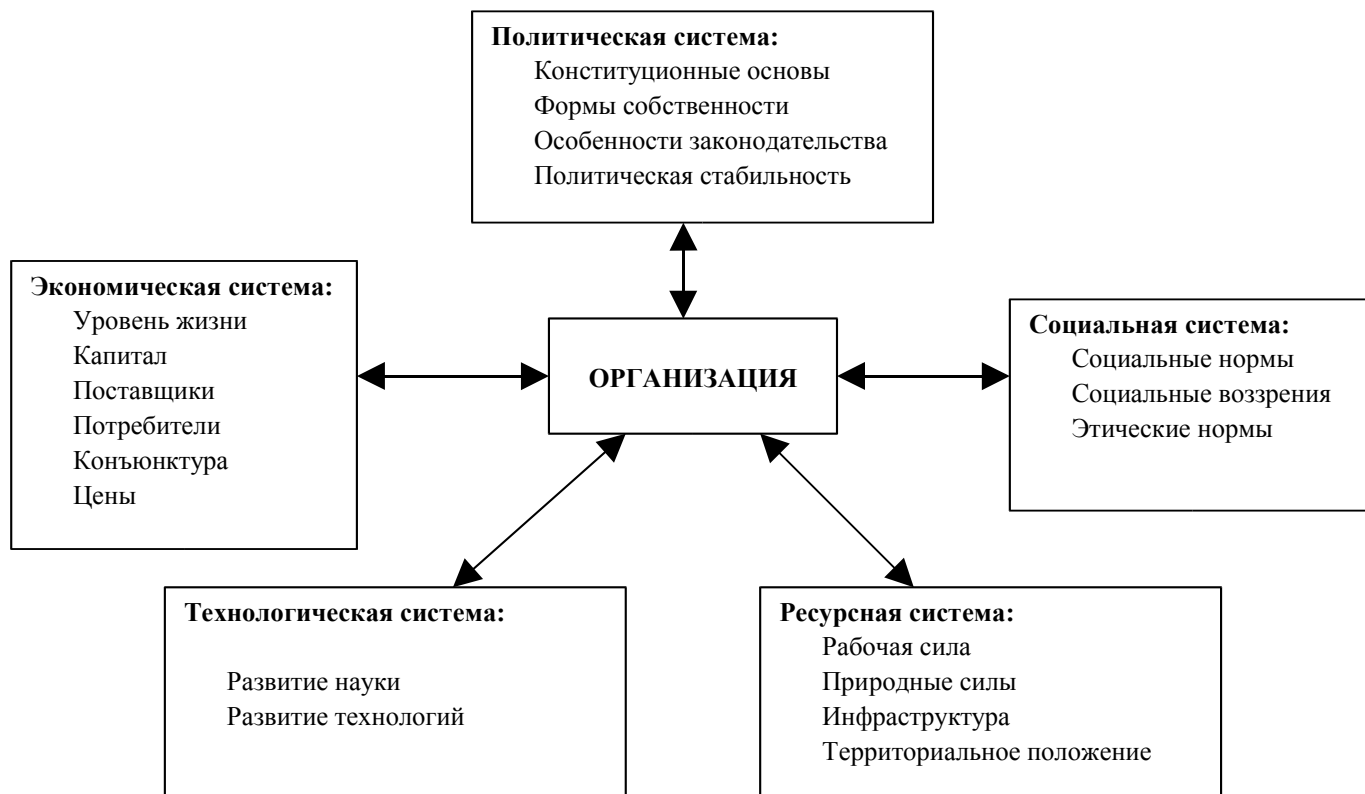 Политическая система:
Конституционные основы
Формы собственности
Особенности законодательства
Политическая стабильность
Экономическая система:
Уровень жизни
Капитал
Поставщики
Потребители
Конъюнктура
Цены
ОРГАНИЗАЦИЯ
Социальная система:
Социальные нормы
Социальные воззрения
Этические нормы
Технологическая система:
Развитие науки
Развитие технологий
Ресурсная система:
Рабочая сила
Природные силы
Инфраструктура
Территориальное положение